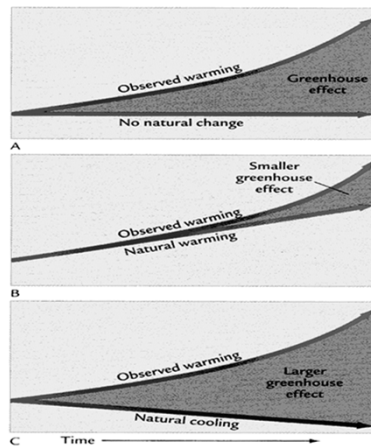 Observed warming
Greenhouse
effect
No natural change
A
Smaller
greenhouse
effect
Observed warming
Natural warming
B
Observed warming
Larger
greenhouse
effect
Natural cooling
C Time